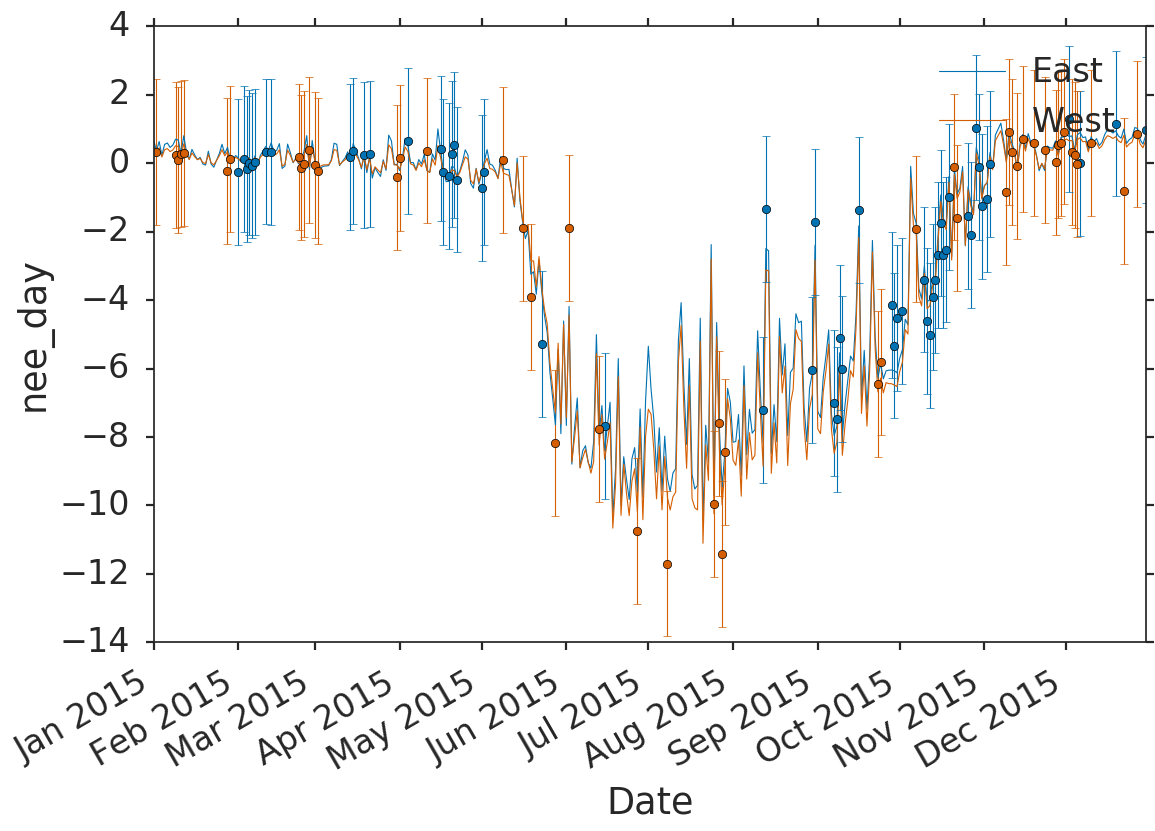 4
2
0
−2
−4
−6
−8
−10
−12
−14
nee_day
East
West
Jan 2015
Feb 2015
Mar 2015
Apr 2015
May 2015
Jun 2015
Jul 2015
Aug 2015
Sep 2015
Oct 2015
Nov 2015
Dec 2015
Date